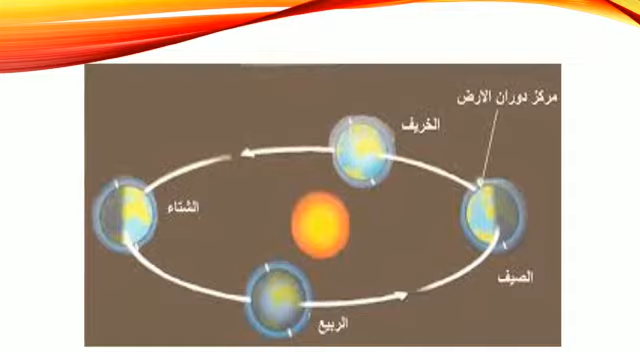 مركز دوران الارض
الخريف
الشتاء
الصيف
الربيع